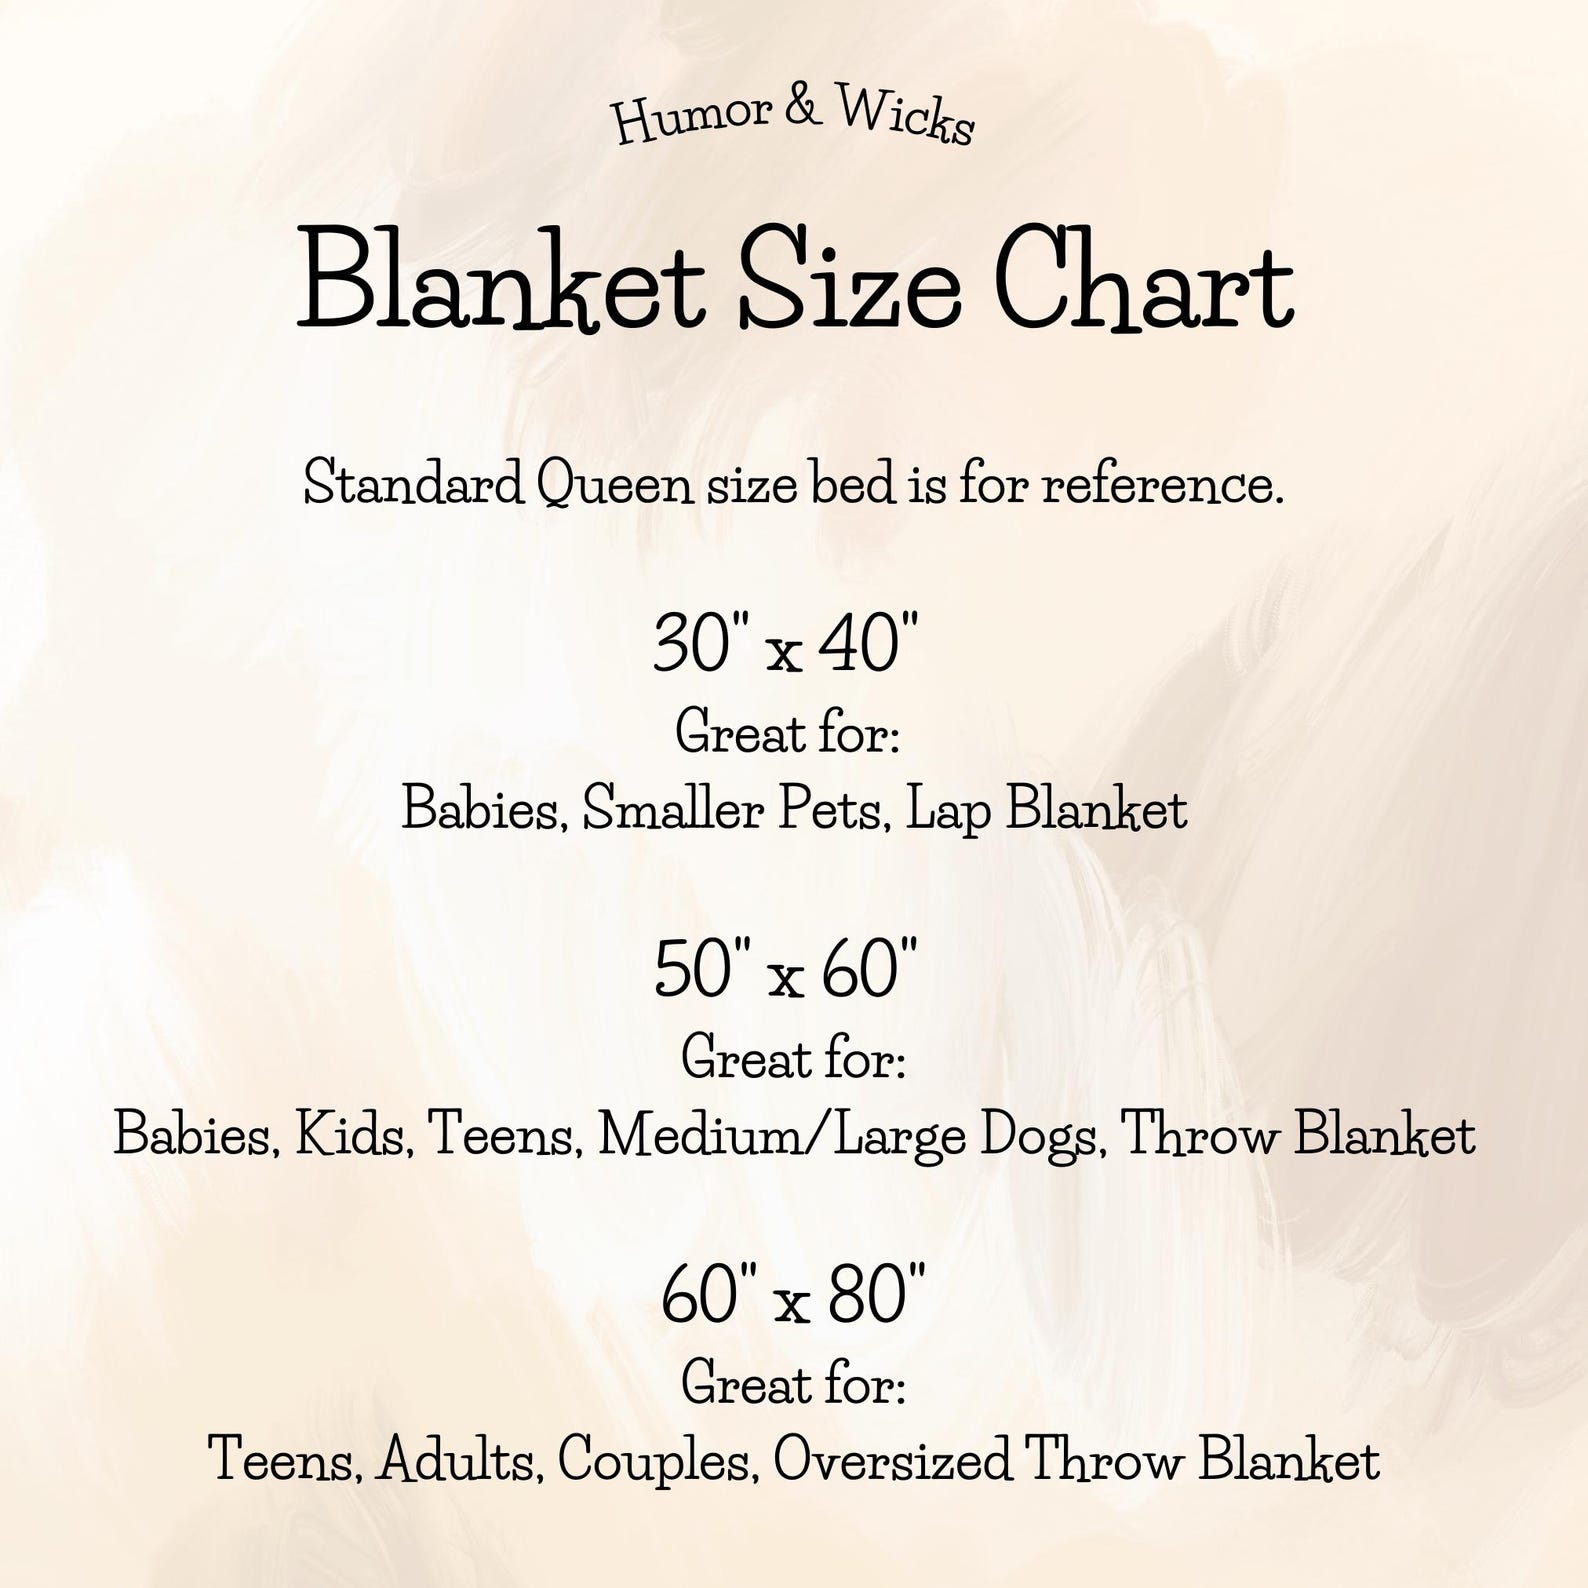 Humor & Wicks
Blanket Size Chart
Standard Queen size bed is for reference.
30" x 40"
Great for:
Babies, Smaller Pets, Lap Blanket
50" x 60"
Great for:
Babies, Kids, Teens, Medium/Large Dogs, Throw Blanket
60" x 80"
Great for:
Teens, Adults, Couples, Oversized Throw Blanket